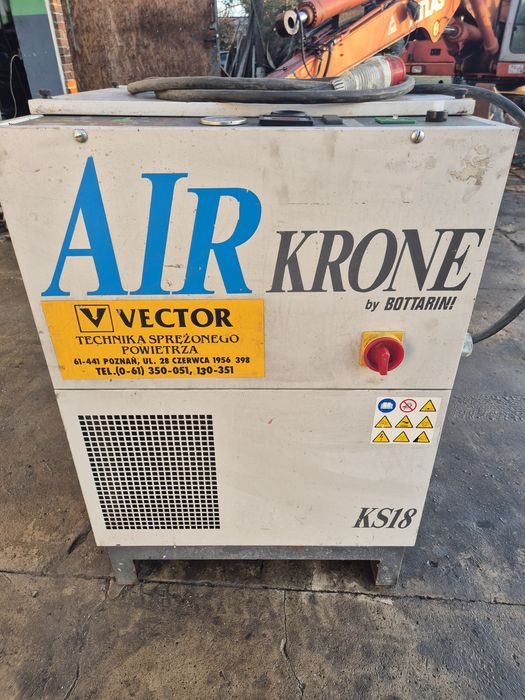 AIR KRONE
by BOTTARINI
V VECTOR
TECHNIKA SPRĘŻONEGO
POWIETRZA
61-441 POZNAŃ, UL. 28 CZERWCA 1956 398
TEL.(0-61) 350-051, 130-351
KS18